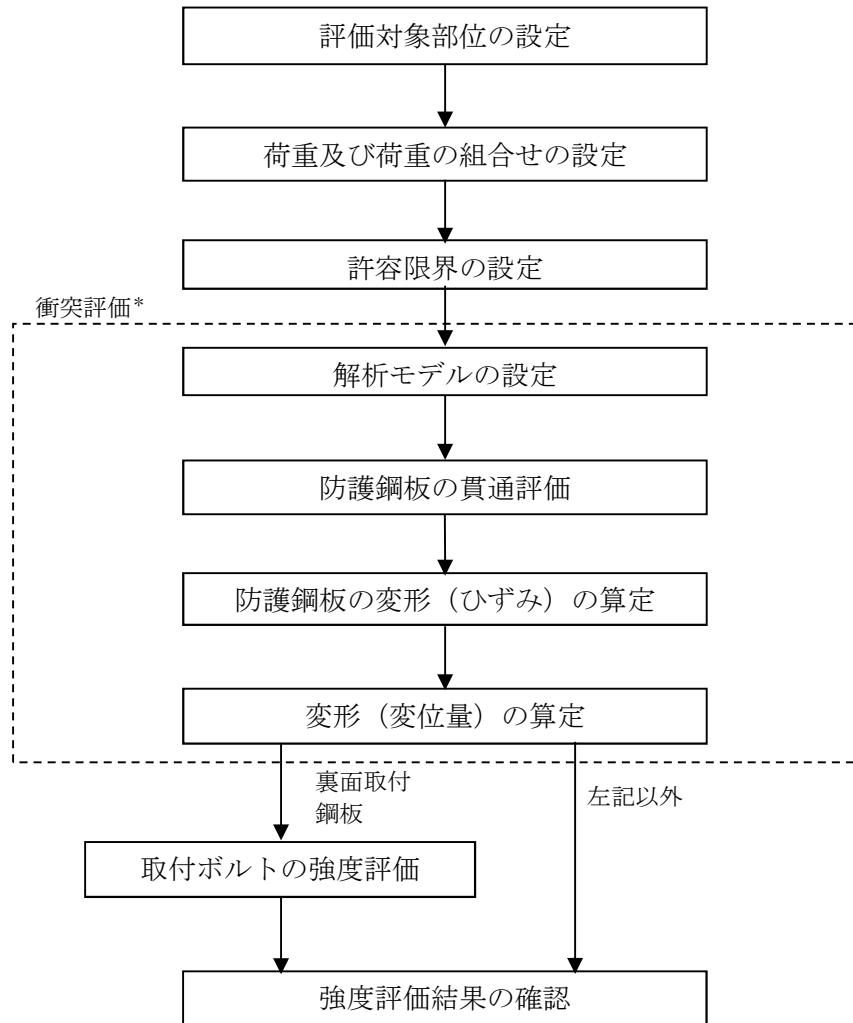 評価対象部位の設定
荷重及び荷重の組合せの設定
許容限界の設定
衝突評価*
解析モデルの設定
防護鋼板の貫通評価
防護鋼板の変形（ひずみ）の算定
変形（変位量）の算定
裏面取付
鋼板
左記以外
取付ボルトの強度評価
強度評価結果の確認